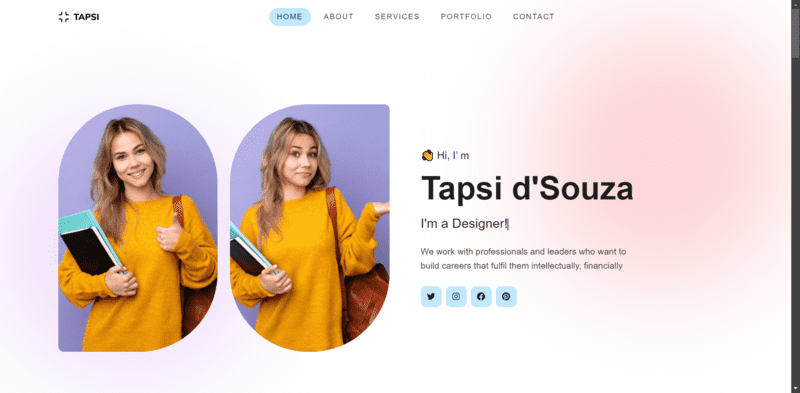 TAPSI
HOME ABOUT SERVICES PORTFOLIO CONTACT
Hi, I' m
Tapsi d'Souza
I'm a Designer!
We work with professionals and leaders who want to
build careers that fulfil them intellectually, financially